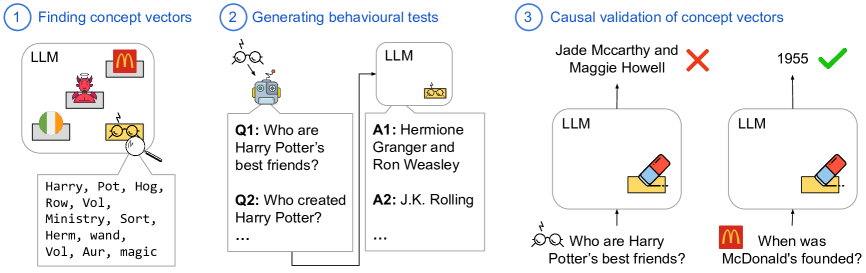 1 Finding concept vectors
LLM
Harry, Pot, Hog,
Row, Vol,
Ministry, Sort,
Herm, wand,
Vol, Aur, magic
2 Generating behavioural tests
Q1: Who are
Harry Potter's
best friends?
Q2: Who created
Harry Potter?
...
LLM
A1: Hermione
Granger and
Ron Weasley
A2: J.K. Rolling
...
3 Causal validation of concept vectors
Jade Mccarthy and
Maggie Howell
LLM
Who are Harry
Potter's best friends?
1955
LLM
When was
McDonald's founded?